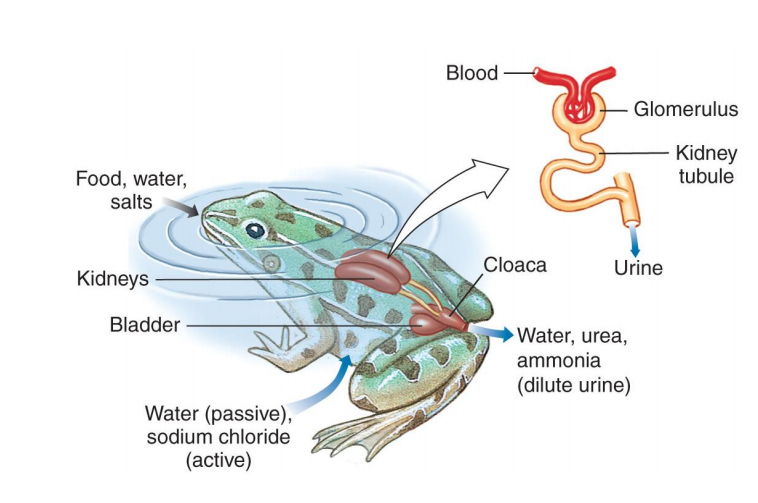 Blood
Glomerulus
Kidney
tubule
Food, water,
salts
Cloaca
Urine
Kidneys
Bladder
Water, urea,
ammonia
(dilute urine)
Water (passive),
sodium chloride
(active)